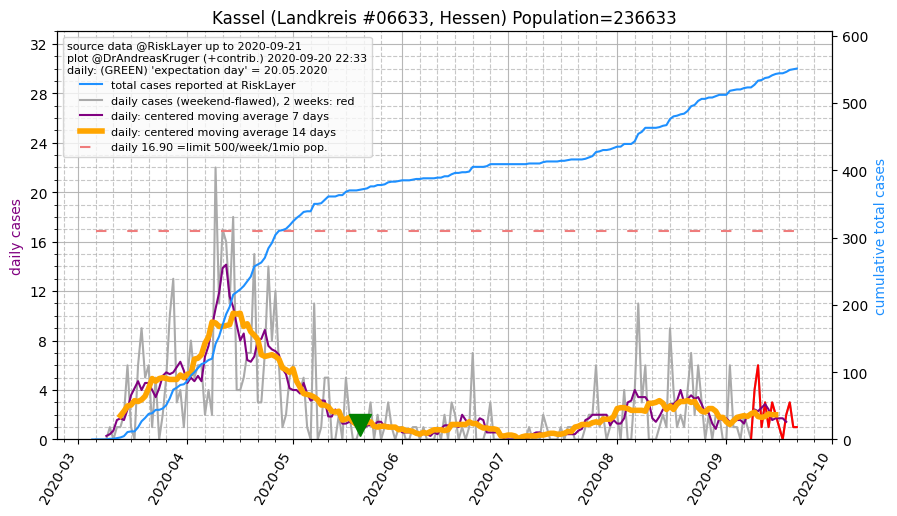 Kassel (Landkreis #06633, Hessen) Population=236633
source data @RiskLayer up to 2020-09-21
plot @DrAndreasKruger (+contrib.) 2020-09-20 22:33
daily: (GREEN) 'expectation day' = 20.05.2020
total cases reported at RiskLayer
daily cases (weekend-flawed), 2 weeks: red
daily: centered moving average 7 days
daily: centered moving average 14 days
daily 16.90 =limit 500/week/1mio pop.
daily cases
32
28
24
20
16
12
8
4
0
600
500
400
300
200
100
0
cumulative total cases
2020-03
2020-04
2020-05
2020-06
2020-07
2020-08
2020-09
2020-10